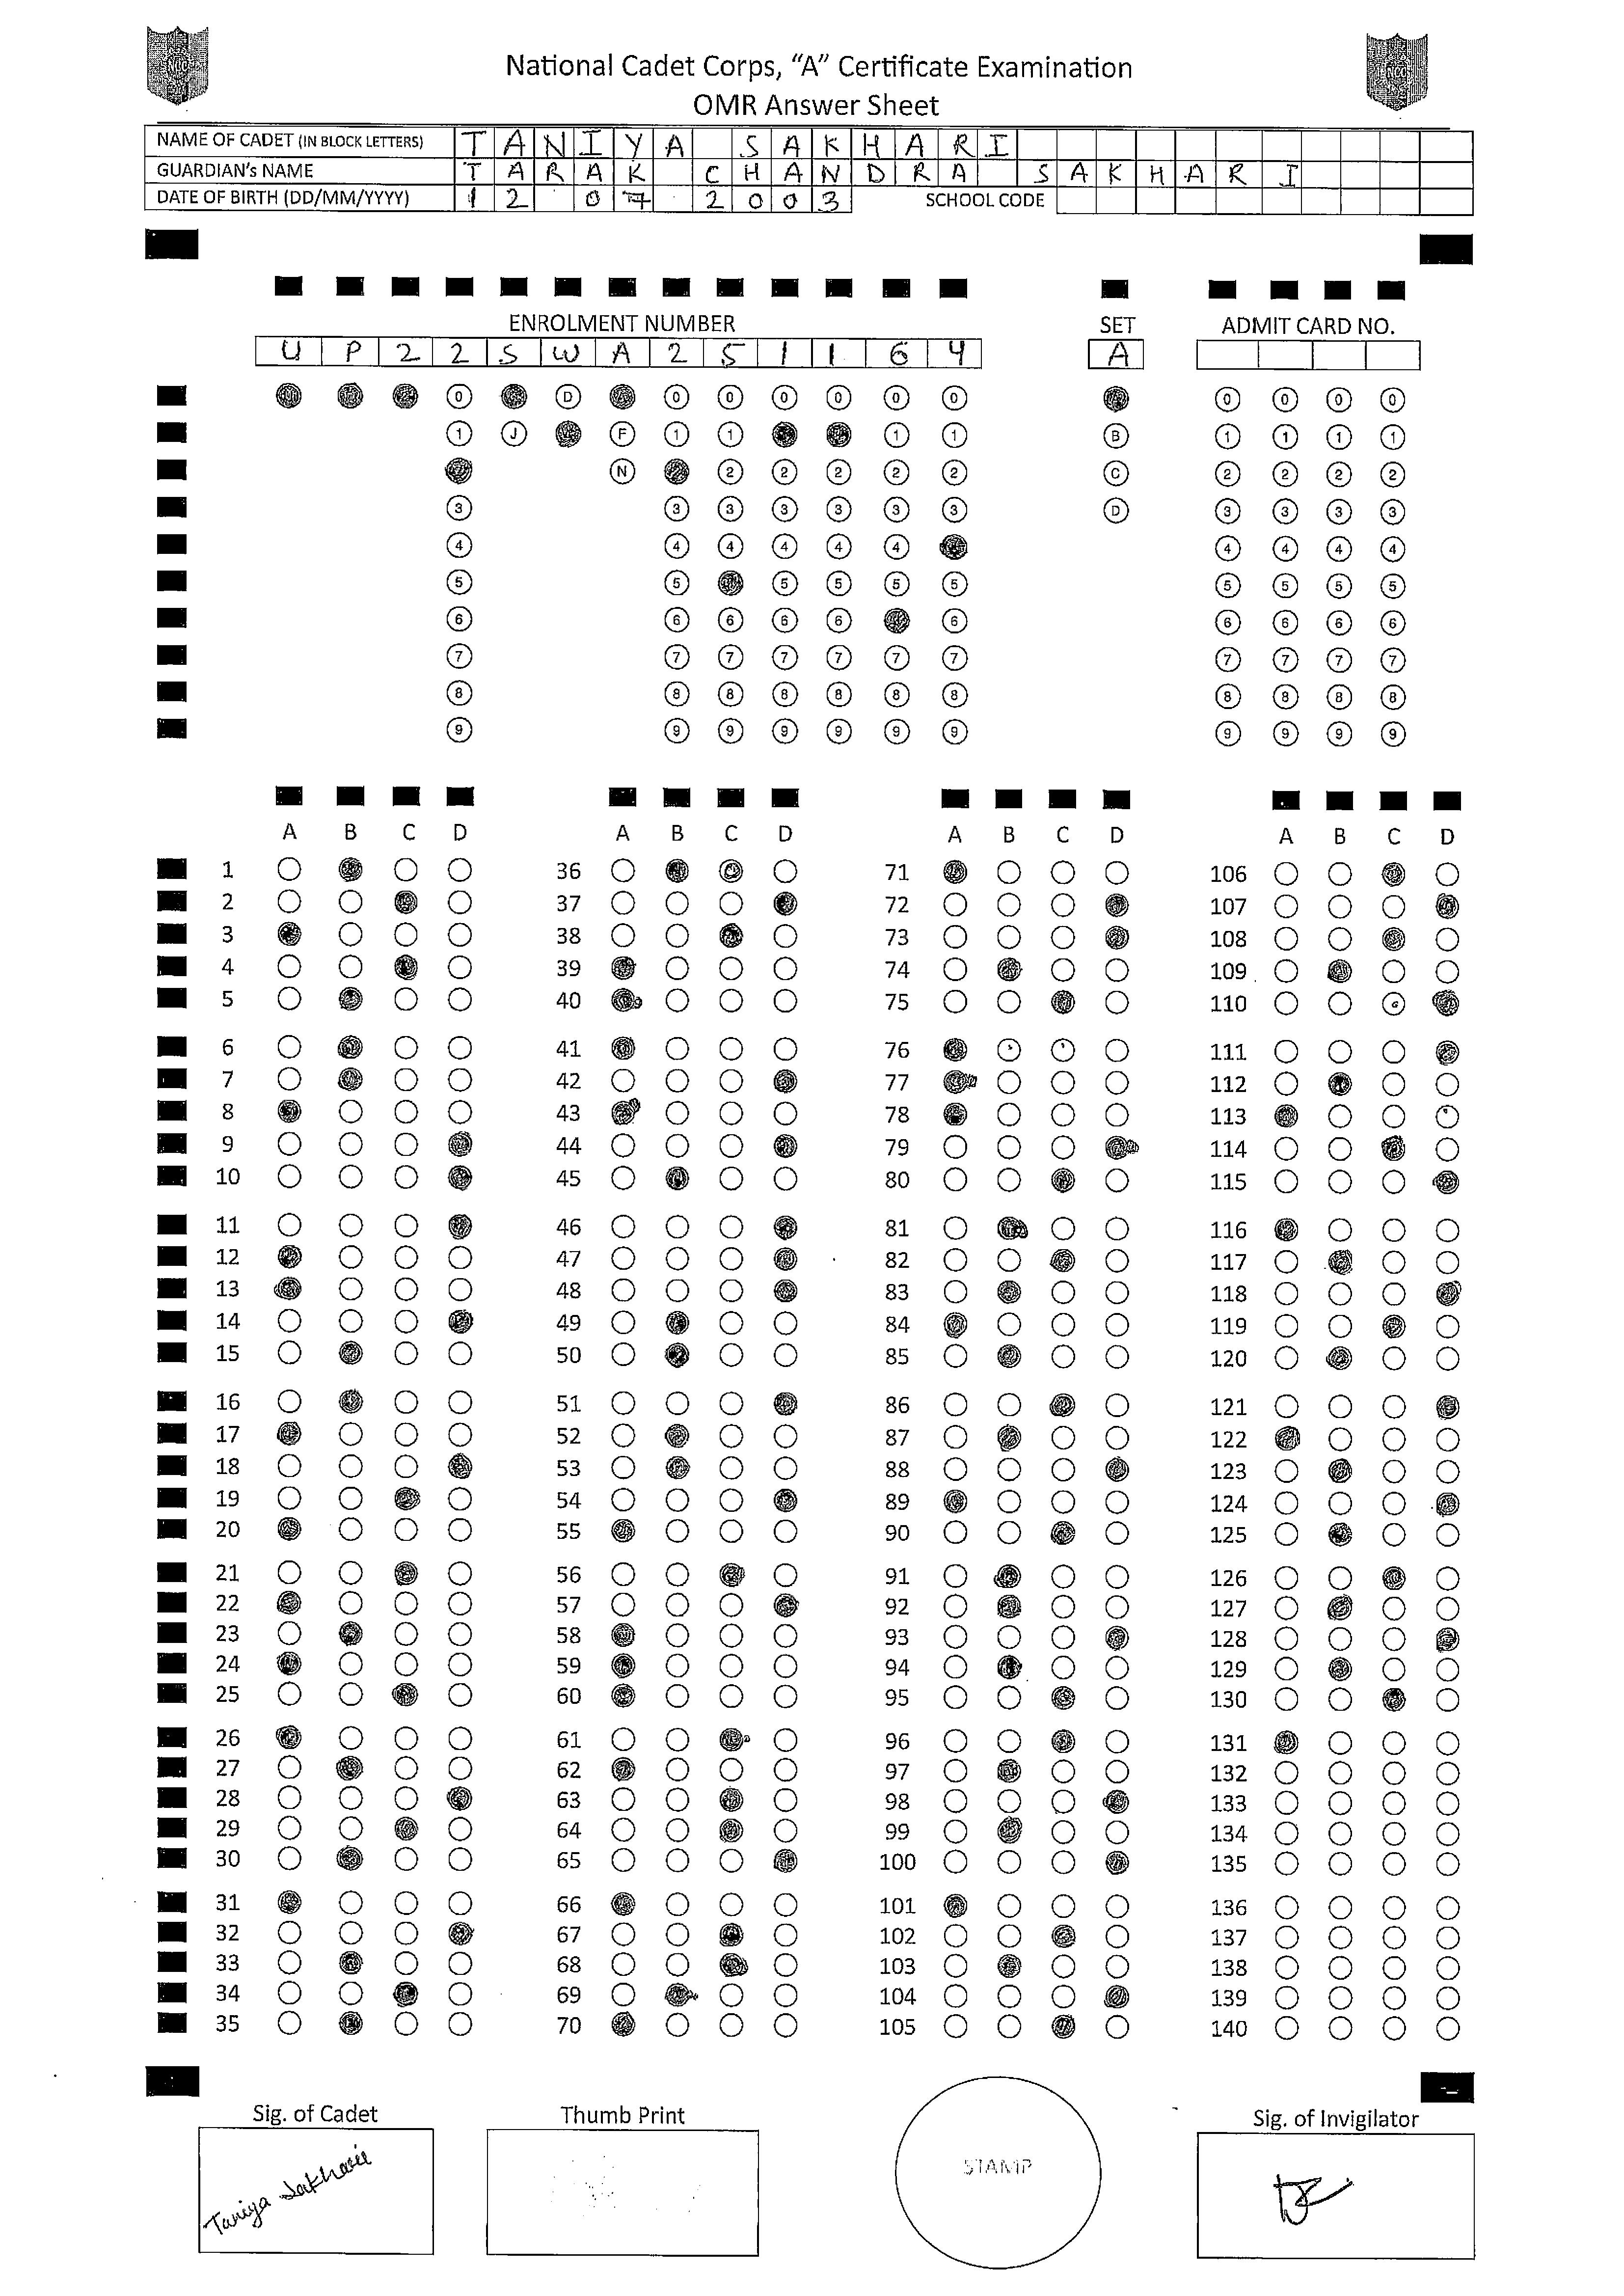 National Cadet Corps, “A” Certificate Examination
OMR Answer Sheet
NAME OF CADET (IN BLOCK LETTERS) TANIYA SAKHARI
GUARDIAN's NAME TARAK CHANDRA SAKHARI
DATE OF BIRTH (DD/MM/YYYY) 12 07 2003 SCHOOL CODE
ENROLMENT NUMBER SET ADMIT CARD NO.
U P 2 2 S W A 2 5 1 1 6 4 A
0 D 0 0 0 0 0 0 0 0 0 0
1 J F 1 1 1 1 B 1 1 1 1
N 2 2 2 2 2 C 2 2 2 2
3 3 3 3 3 3 3 D 3 3 3 3
4 4 4 4 4 4 4 4 4 4
5 5 5 5 5 5 5 5 5 5
6 6 6 6 6 6 6 6 6 6
7 7 7 7 7 7 7 7 7 7 7
8 8 8 8 8 8 8 8 8 8 8
9 9 9 9 9 9 9 9 9 9 9
A B C D A B C D A B C D A B C D
1 36 71 106
2 37 72 107
3 38 73 108
4 39 74 109
5 40 75 110
6 41 76 111
7 42 77 112
8 43 78 113
9 44 79 114
10 45 80 115
11 46 81 116
12 47 82 117
13 48 83 118
14 49 84 119
15 50 85 120
16 51 86 121
17 52 87 122
18 53 88 123
19 54 89 124
20 55 90 125
21 56 91 126
22 57 92 127
23 58 93 128
24 59 94 129
25 60 95 130
26 61 96 131
27 62 97 132
28 63 98 133
29 64 99 134
30 65 100 135
31 66 101 136
32 67 102 137
33 68 103 138
34 69 104 139
35 70 105 140
Sig. of Cadet Thumb Print Sig. of Invigilator
STAMP
Taniya Sakhari